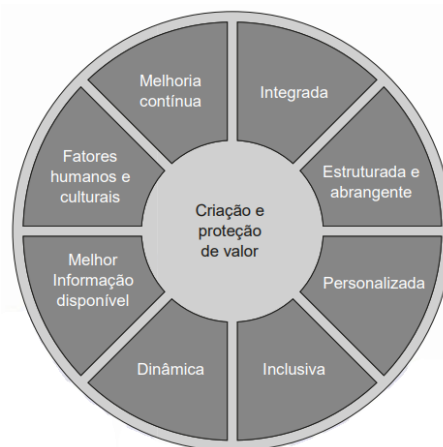 Melhoria
contínua
Integrada
Fatores
humanos e
culturais
Estruturada e
abrangente
Criação e
proteção
de valor
Melhor
Informação
disponível
Personalizada
Dinâmica
Inclusiva